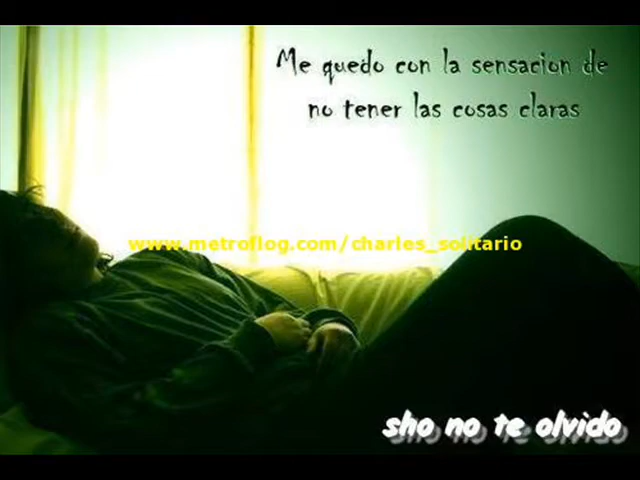 Me quedo con la sensacion de
no tener las cosas claras
www.metroflog.com/charles_solitario
sho no te olvido